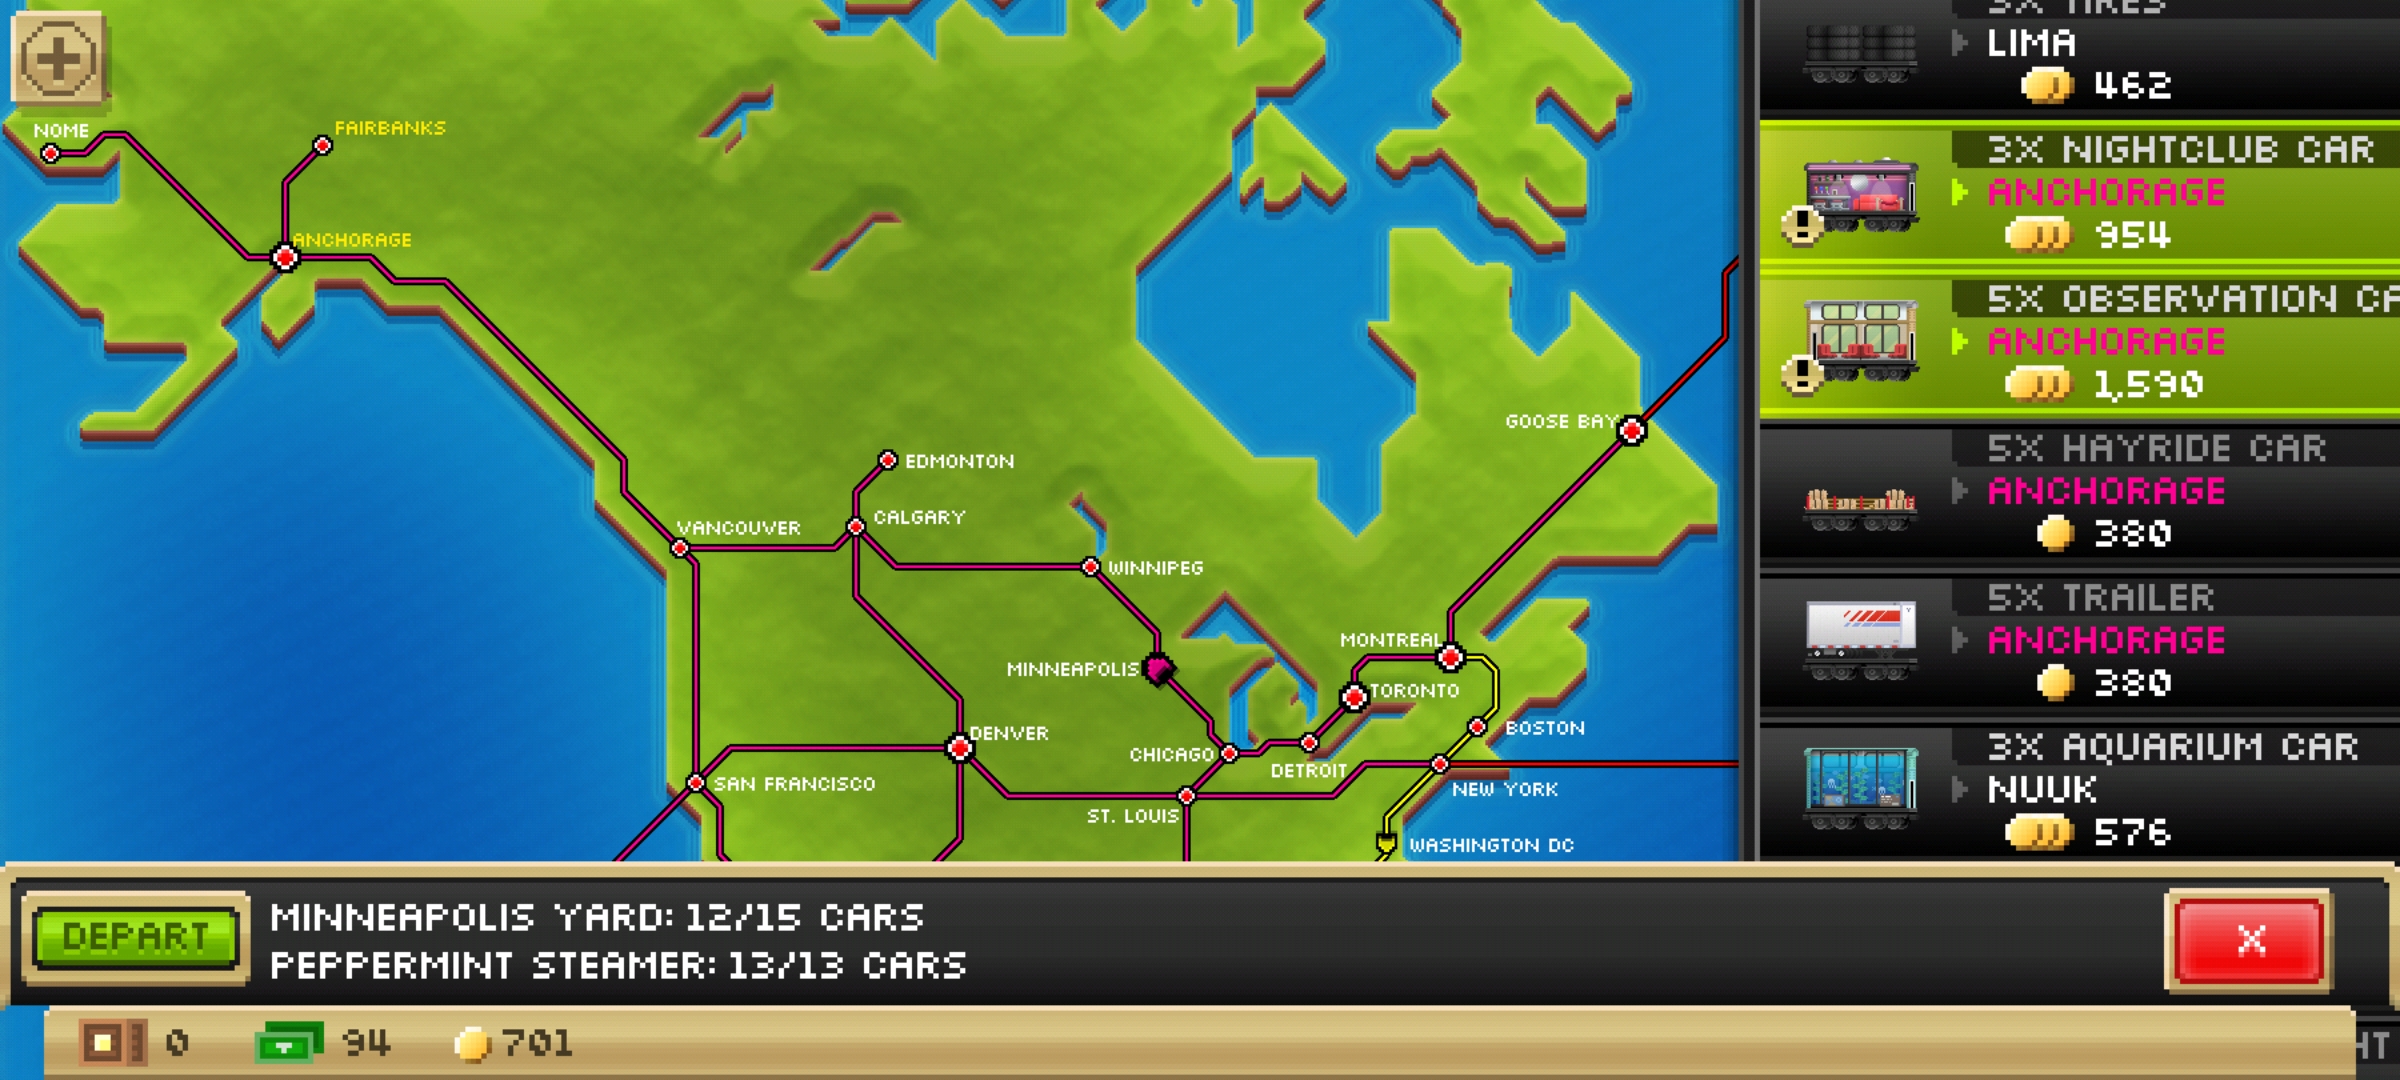 NOME
FAIRBANKS
ANCHORAGE
EDMONTON
CALGARY
VANCOUVER
WINNIPEG
GOOSE BAY
MINNEAPOLIS
MONTREAL
TORONTO
BOSTON
DENVER
CHICAGO
DETROIT
SAN FRANCISCO
NEW YORK
ST. LOUIS
WASHINGTON DC
3X TIRES
LIMA
462
3X NIGHTCLUB CAR
ANCHORAGE
954
5X OBSERVATION CA
ANCHORAGE
1,590
5X HAYRIDE CAR
ANCHORAGE
380
5X TRAILER
ANCHORAGE
380
3X AQUARIUM CAR
NUUK
576
DEPART
MINNEAPOLIS YARD: 12/15 CARS
PEPPERMINT STEAMER: 13/13 CARS
X
0
94
701